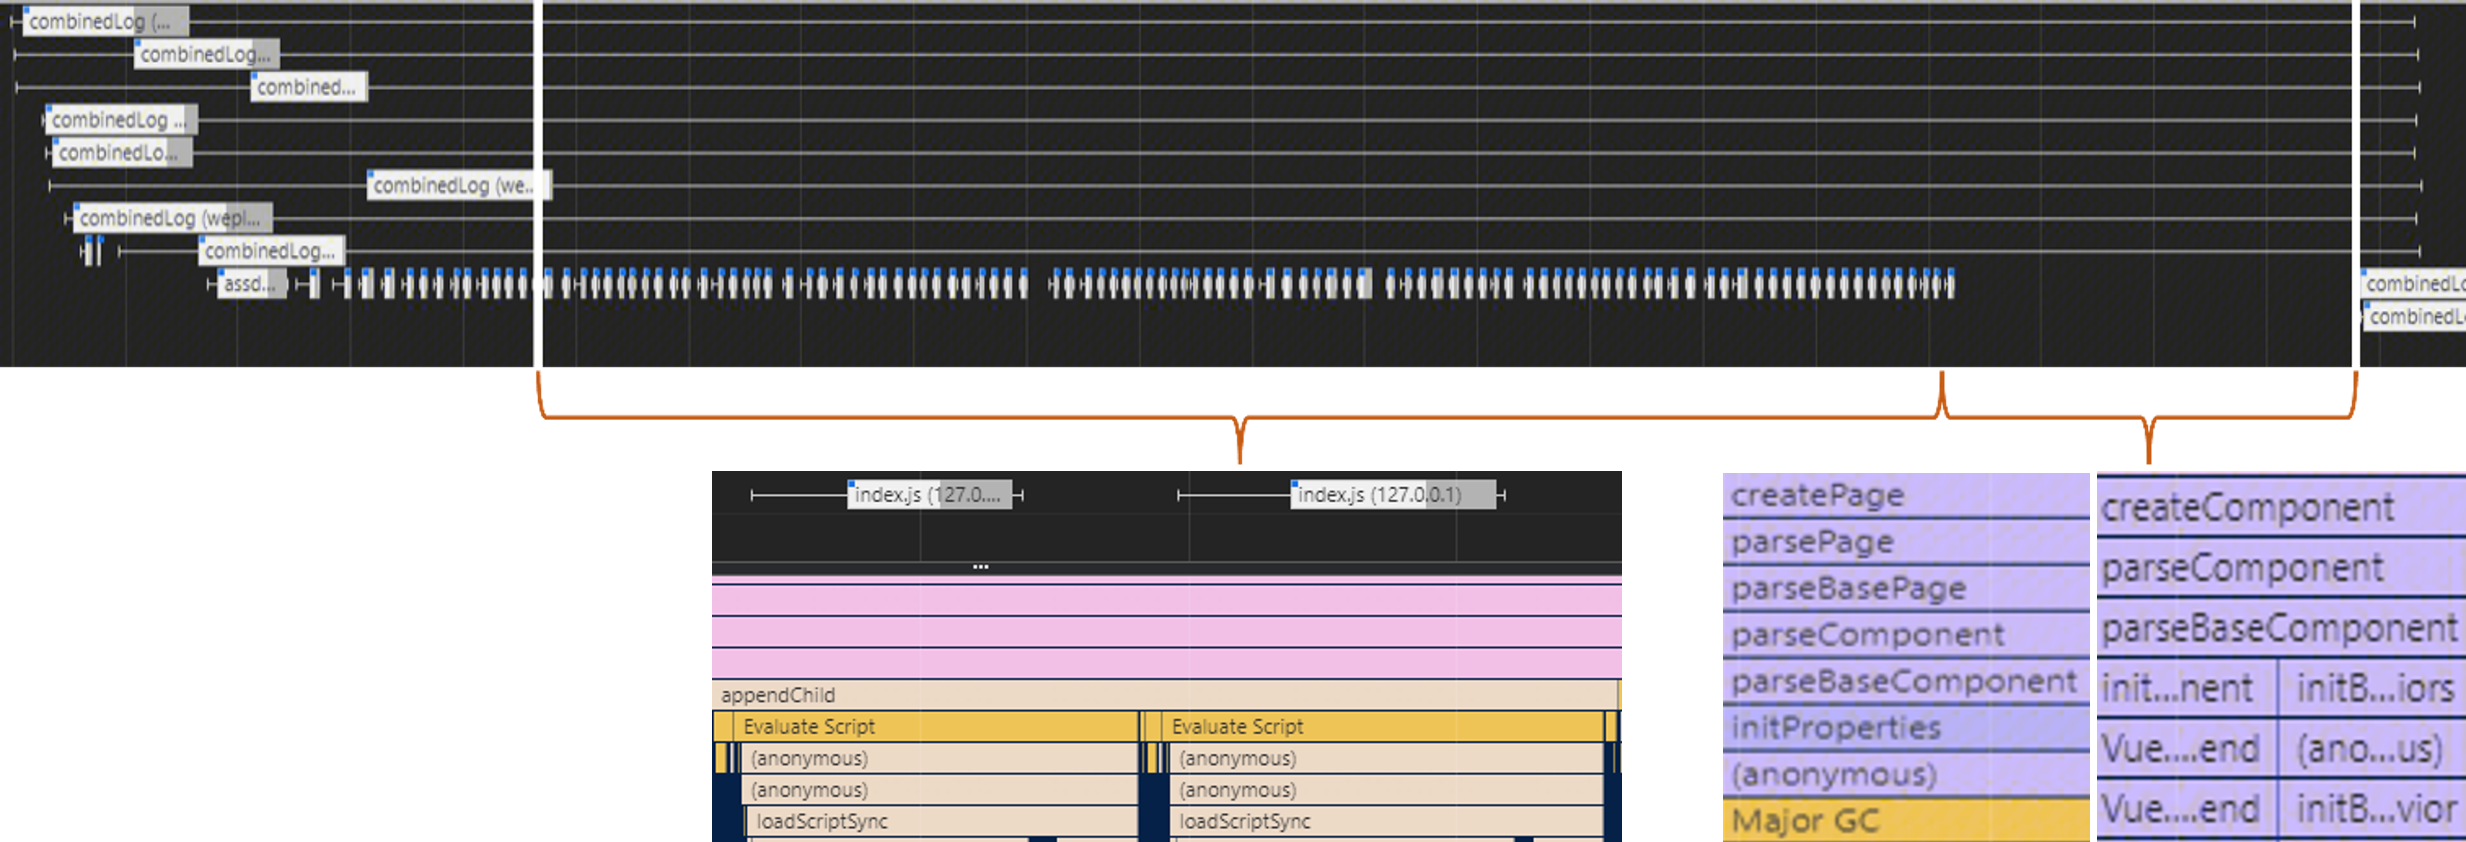 combinedLog (...
combinedLog...
combined...
combinedLog ...
combinedLo...
combinedLog (we...
combinedLog (wepl...
combinedLog...
assd...
combinedLo
combinedL
index.js (127.0....
index.js (127.0.0.1)
...
appendChild
Evaluate Script
Evaluate Script
(anonymous)
(anonymous)
(anonymous)
(anonymous)
loadScriptSync
loadScriptSync
createPage
parsePage
parseBasePage
parseComponent
parseBaseComponent
initProperties
(anonymous)
Major GC
createComponent
parseComponent
parseBaseComponent
init...nent
initB...iors
Vue....end
(ano...us)
Vue....end
initB...vior